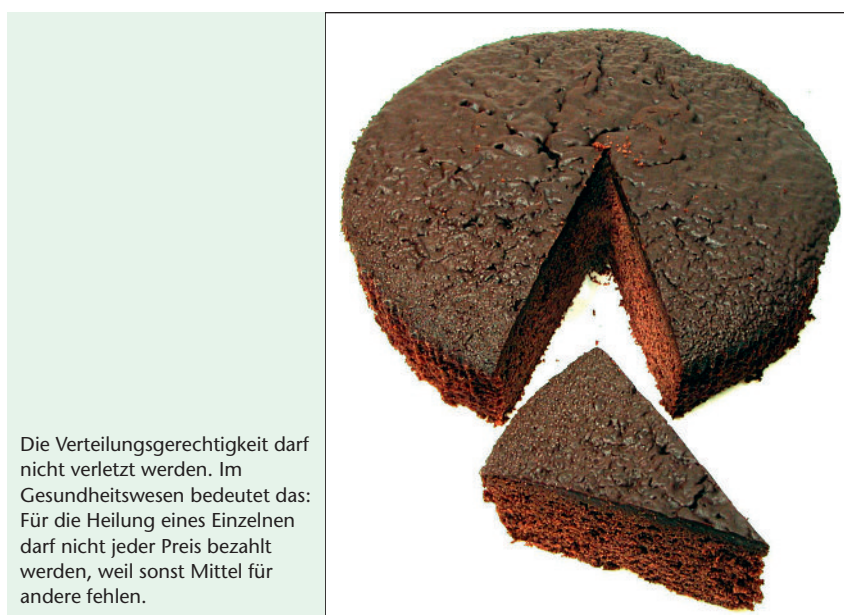 Die Verteilungsgerechtigkeit darf
nicht verletzt werden. Im
Gesundheitswesen bedeutet das:
Für die Heilung eines Einzelnen
darf nicht jeder Preis bezahlt
werden, weil sonst Mittel für
andere fehlen.